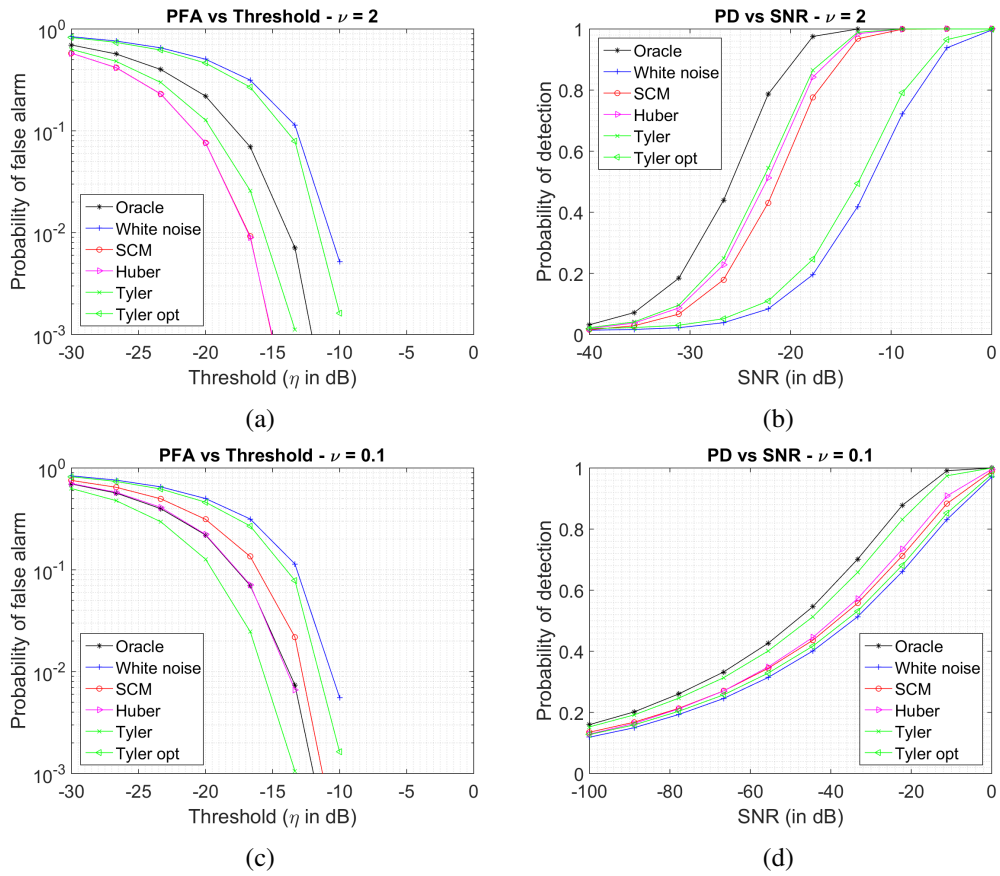 PFA vs Threshold - ν = 2
Probability of false alarm
10^0
10^-1
10^-2
10^-3
Oracle
White noise
SCM
Huber
Tyler
Tyler opt
-30 -25 -20 -15 -10 -5 0
Threshold (η in dB)
(a)
PD vs SNR - ν = 2
Probability of detection
1
0.8
0.6
0.4
0.2
0
Oracle
White noise
SCM
Huber
Tyler
Tyler opt
-40 -30 -20 -10 0
SNR (in dB)
(b)
PFA vs Threshold - ν = 0.1
Probability of false alarm
10^0
10^-1
10^-2
10^-3
Oracle
White noise
SCM
Huber
Tyler
Tyler opt
-30 -25 -20 -15 -10 -5 0
Threshold (η in dB)
(c)
PD vs SNR - ν = 0.1
Probability of detection
1
0.8
0.6
0.4
0.2
0
Oracle
White noise
SCM
Huber
Tyler
Tyler opt
-100 -80 -60 -40 -20 0
SNR (in dB)
(d)